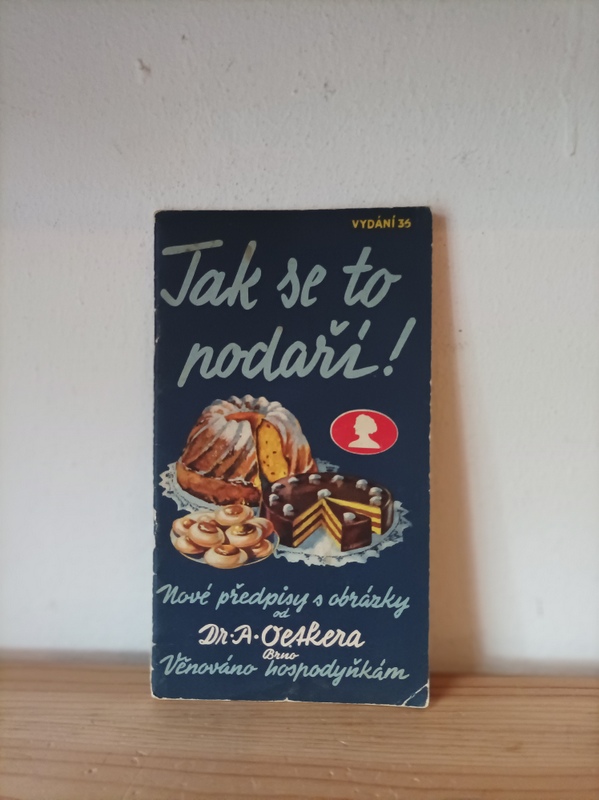 VYDÁNÍ 35
Tak se to
podaří!
Nové předpisy s obrázky
od
Dr. A. Oetkera
Brno
Věnováno hospodyňkám